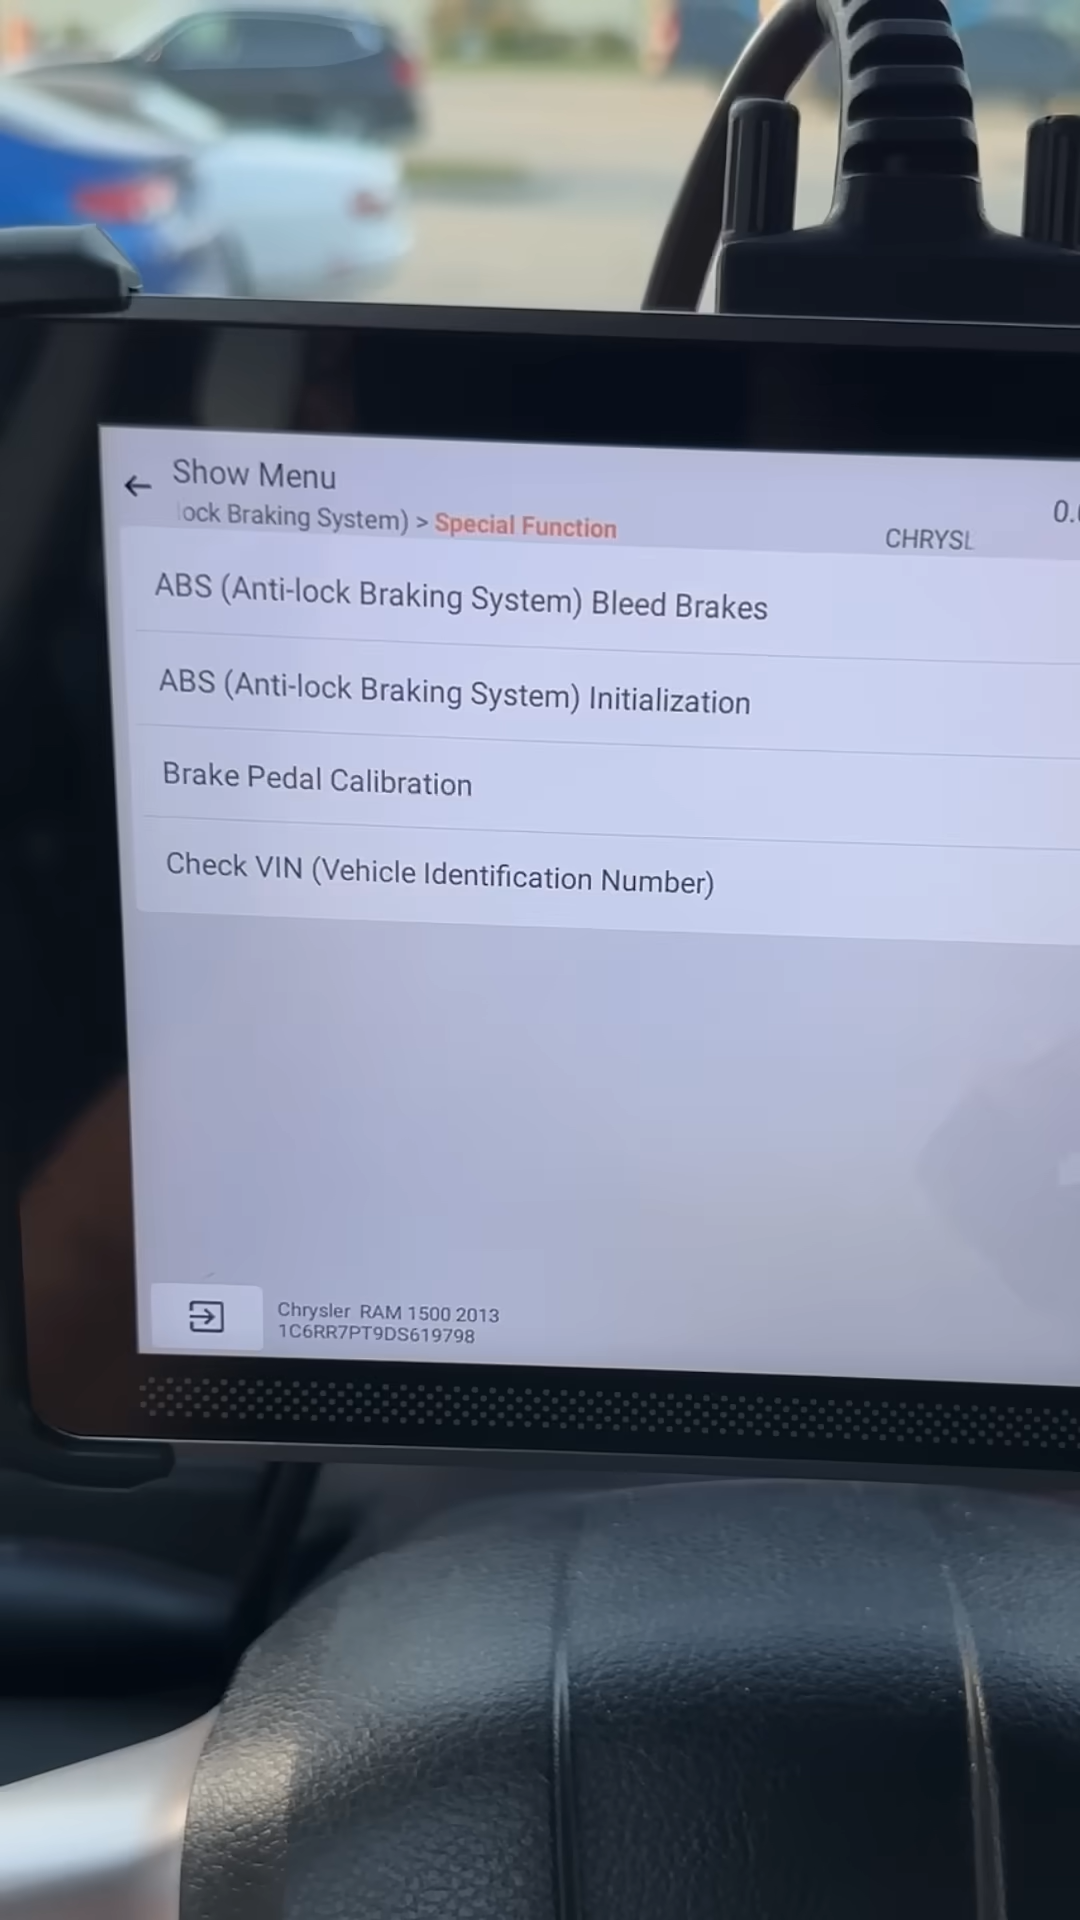 Show Menu
ock Braking System) > Special Function
CHRYSL
0.
ABS (Anti-lock Braking System) Bleed Brakes
ABS (Anti-lock Braking System) Initialization
Brake Pedal Calibration
Check VIN (Vehicle Identification Number)
Chrysler RAM 1500 2013
1C6RR7PT9DS619798